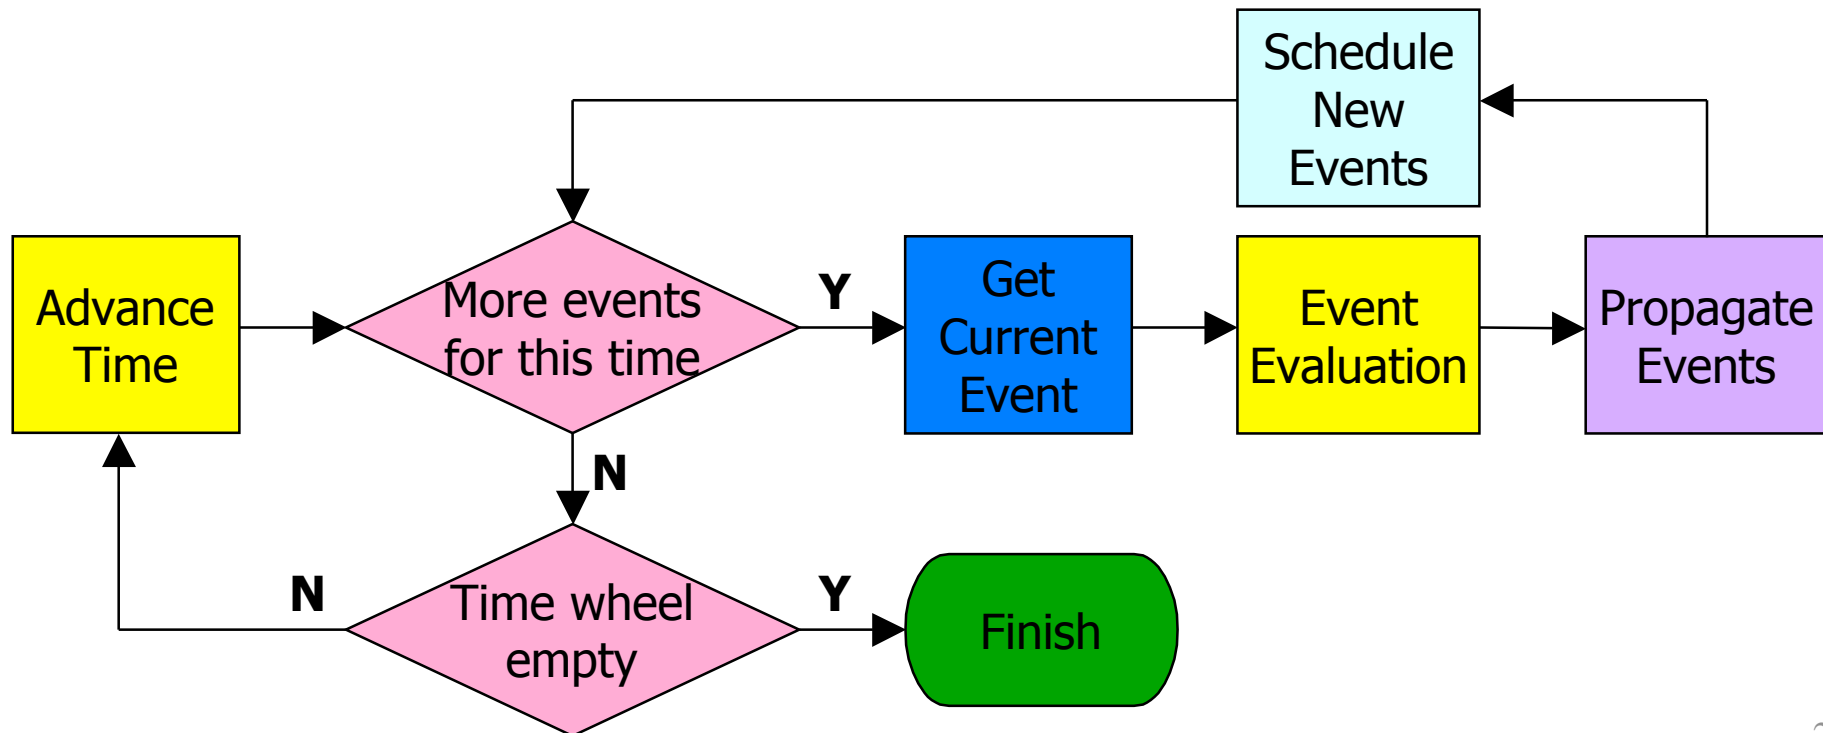 Schedule
New
Events
Advance
Time
More events
for this time
Y
Get
Current
Event
Event
Evaluation
Propagate
Events
N
N
Time wheel
empty
Y
Finish